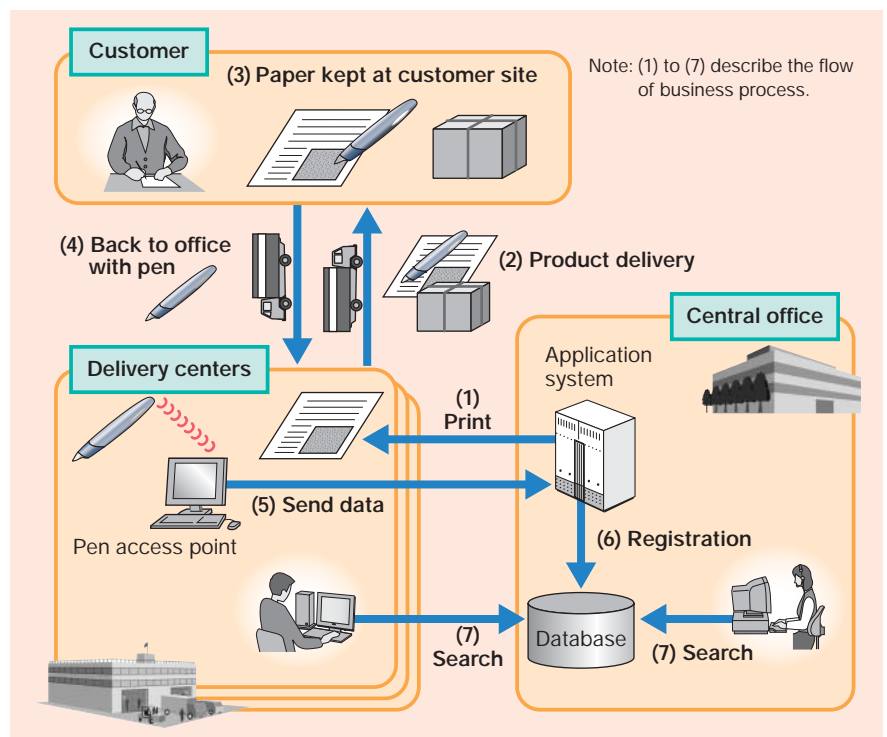 Customer
(3) Paper kept at customer site
Note: (1) to (7) describe the flow
of business process.
(4) Back to office
with pen
(2) Product delivery
Central office
Delivery centers
Application
system
(1)
Print
(5) Send data
Pen access point
(6) Registration
(7)
Search
Database
(7) Search